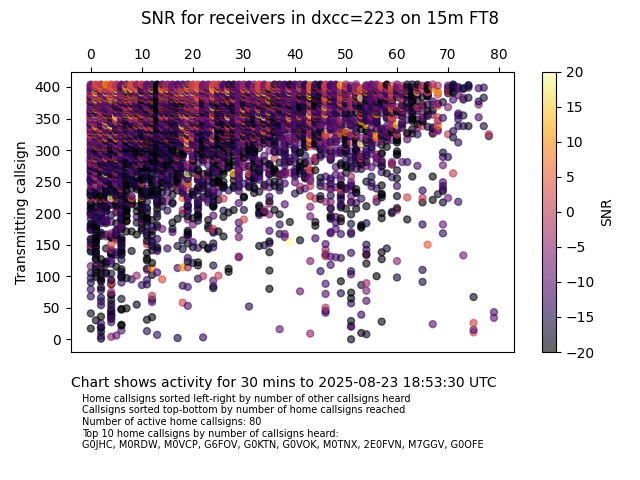 SNR for receivers in dxcc=223 on 15m FT8
0 10 20 30 40 50 60 70 80
400
350
300
250
200
150
100
50
0
Transmitting callsign
20
15
10
5
0
−5
−10
−15
−20
SNR
Chart shows activity for 30 mins to 2025-08-23 18:53:30 UTC
Home callsigns sorted left-right by number of other callsigns heard
Callsigns sorted top-bottom by number of home callsigns reached
Number of active home callsigns: 80
Top 10 home callsigns by number of callsigns heard:
G0JHC, M0RDW, M0VCP, G6FOV, G0KTN, G0VOK, M0TNX, 2E0FVN, M7GGV, G0OFE